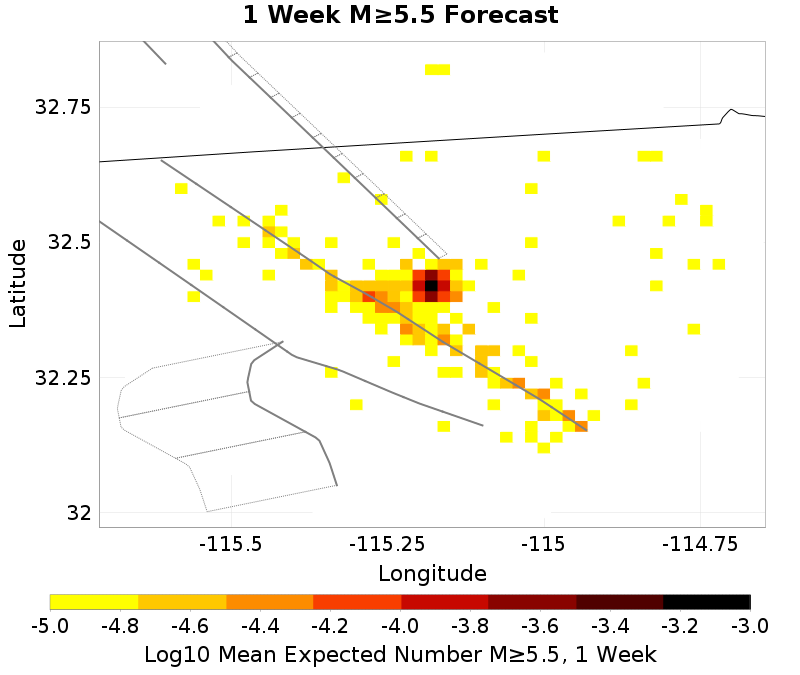 1 Week M≥5.5 Forecast
32.75
32.5
32.25
32
Latitude
-115.5 -115.25 -115 -114.75
Longitude
-5.0 -4.8 -4.6 -4.4 -4.2 -4.0 -3.8 -3.6 -3.4 -3.2 -3.0
Log10 Mean Expected Number M≥5.5, 1 Week